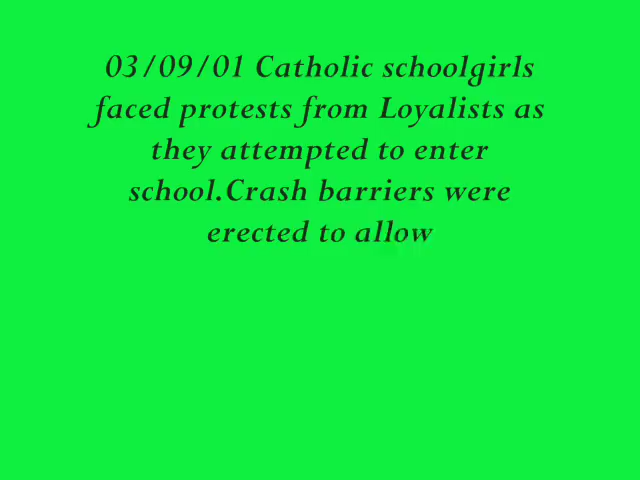 03/09/01 Catholic schoolgirls
faced protests from Loyalists as
they attempted to enter
school.Crash barriers were
erected to allow